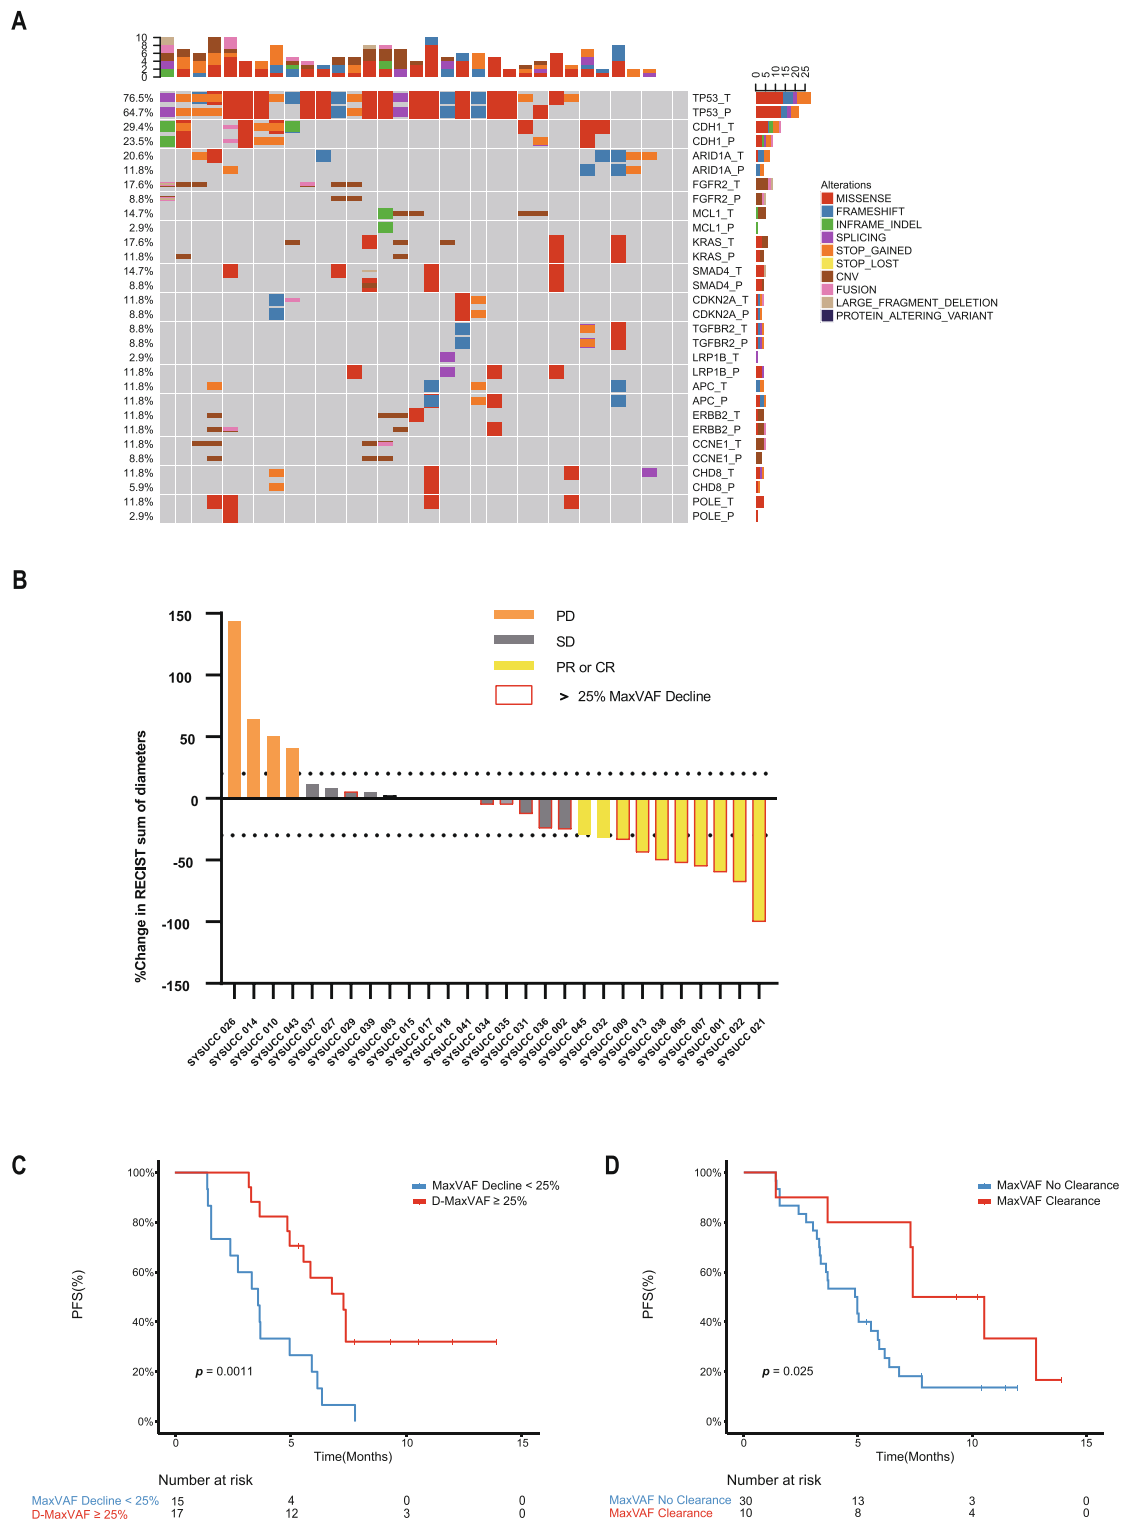 A
10
8
6
4
2
0
0 5 10 15 20 25
76.5% TP53_T
64.7% TP53_P
29.4% CDH1_T
23.5% CDH1_P
20.6% ARID1A_T
11.8% ARID1A_P
17.6% FGFR2_T
8.8% FGFR2_P
14.7% MCL1_T
2.9% MCL1_P
17.6% KRAS_T
11.8% KRAS_P
14.7% SMAD4_T
8.8% SMAD4_P
11.8% CDKN2A_T
8.8% CDKN2A_P
8.8% TGFBR2_T
8.8% TGFBR2_P
2.9% LRP1B_T
11.8% LRP1B_P
11.8% APC_T
11.8% APC_P
11.8% ERBB2_T
11.8% ERBB2_P
11.8% CCNE1_T
8.8% CCNE1_P
11.8% CHD8_T
5.9% CHD8_P
11.8% POLE_T
2.9% POLE_P
Alterations
MISSENSE
FRAMESHIFT
INFRAME_INDEL
SPLICING
STOP_GAINED
STOP_LOST
CNV
FUSION
LARGE_FRAGMENT_DELETION
PROTEIN_ALTERING_VARIANT
B
%Change in RECIST sum of diameters
150
100
50
0
-50
-100
-150
PD
SD
PR or CR
> 25% MaxVAF Decline
SYSUCC 026
SYSUCC 014
SYSUCC 010
SYSUCC 043
SYSUCC 037
SYSUCC 027
SYSUCC 029
SYSUCC 039
SYSUCC 003
SYSUCC 015
SYSUCC 017
SYSUCC 018
SYSUCC 041
SYSUCC 034
SYSUCC 035
SYSUCC 031
SYSUCC 036
SYSUCC 002
SYSUCC 045
SYSUCC 032
SYSUCC 009
SYSUCC 013
SYSUCC 038
SYSUCC 005
SYSUCC 007
SYSUCC 001
SYSUCC 022
SYSUCC 021
C
PFS(%)
100%
80%
60%
40%
20%
0%
MaxVAF Decline < 25%
D-MaxVAF ≥ 25%
p = 0.0011
0 5 10 15
Time(Months)
Number at risk
MaxVAF Decline < 25% 15 4 0 0
D-MaxVAF ≥ 25% 17 12 3 0
D
PFS(%)
100%
80%
60%
40%
20%
0%
MaxVAF No Clearance
MaxVAF Clearance
p = 0.025
0 5 10 15
Time(Months)
Number at risk
MaxVAF No Clearance 30 13 3 0
MaxVAF Clearance 10 8 4 0